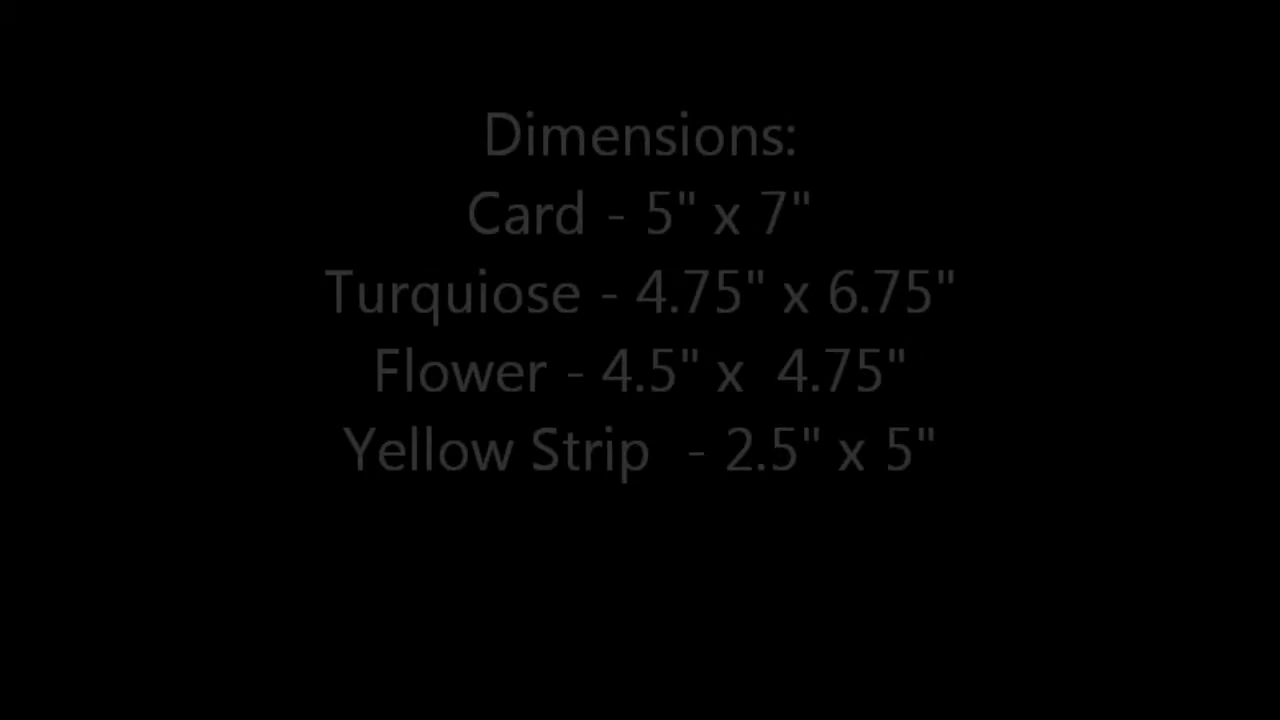 Dimensions:
Card - 5" x 7"
Turquiose - 4.75" x 6.75"
Flower - 4.5" x  4.75"
Yellow Strip  - 2.5" x 5"